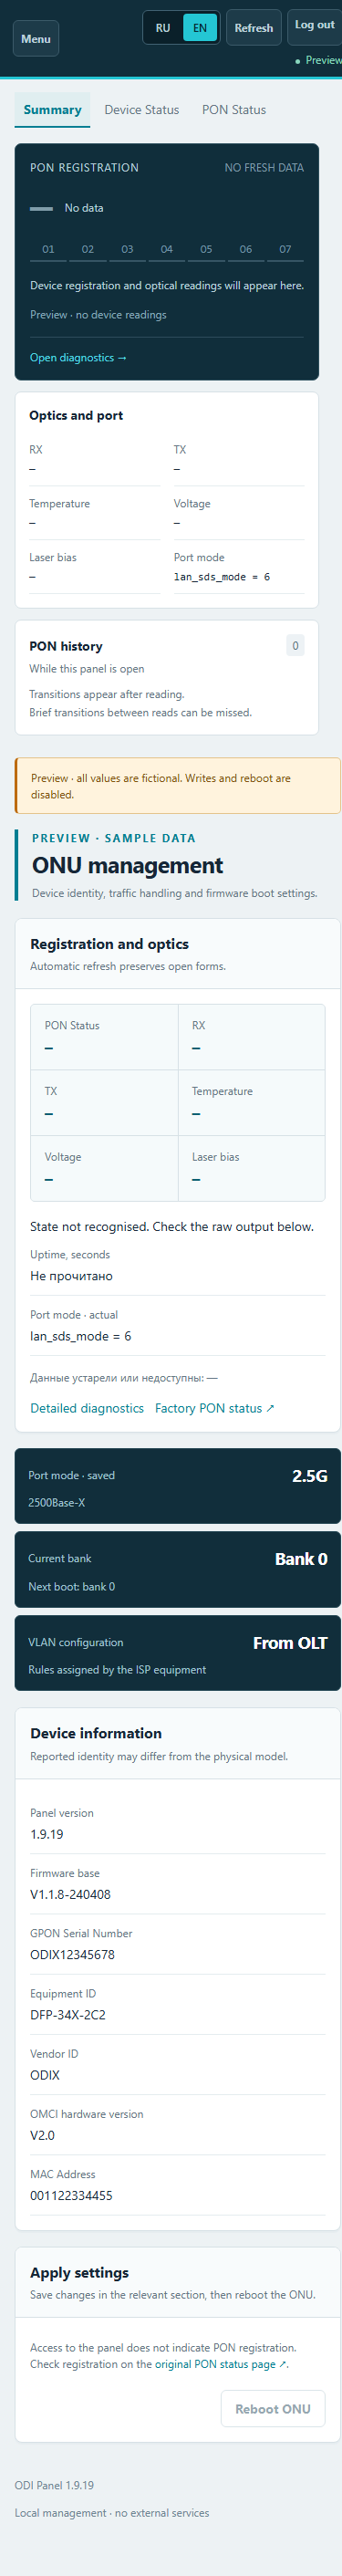 Menu
RU
EN
Refresh
Log out
Preview
Summary
Device Status
PON Status
PON REGISTRATION
NO FRESH DATA
No data
01 02 03 04 05 06 07
Device registration and optical readings will appear here.
Preview · no device readings
Open diagnostics →
Optics and port
RX
TX
—
—
Temperature
Voltage
—
—
Laser bias
Port mode
—
lan_sds_mode = 6
PON history
0
While this panel is open
Transitions appear after reading.
Brief transitions between reads can be missed.
Preview · all values are fictional. Writes and reboot are
disabled.
PREVIEW · SAMPLE DATA
ONU management
Device identity, traffic handling and firmware boot settings.
Registration and optics
Automatic refresh preserves open forms.
PON Status
RX
—
—
TX
Temperature
—
—
Voltage
Laser bias
—
—
State not recognised. Check the raw output below.
Uptime, seconds
Не прочитано
Port mode · actual
lan_sds_mode = 6
Данные устарели или недоступны: —
Detailed diagnostics
Factory PON status ↗
Port mode · saved
2.5G
2500Base-X
Current bank
Bank 0
Next boot: bank 0
VLAN configuration
From OLT
Rules assigned by the ISP equipment
Device information
Reported identity may differ from the physical model.
Panel version
1.9.19
Firmware base
V1.1.8-240408
GPON Serial Number
ODIX12345678
Equipment ID
DFP-34X-2C2
Vendor ID
ODIX
OMCI hardware version
V2.0
MAC Address
001122334455
Apply settings
Save changes in the relevant section, then reboot the ONU.
Access to the panel does not indicate PON registration.
Check registration on the original PON status page ↗.
Reboot ONU
ODI Panel 1.9.19
Local management · no external services